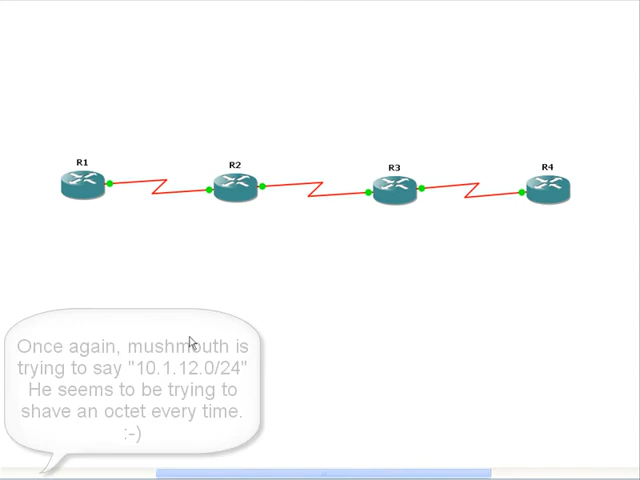 R1
R2
R3
R4
Once again, mushmouth is
trying to say "10.1.12.0/24"
He seems to be trying to
shave an octet every time.
:-)